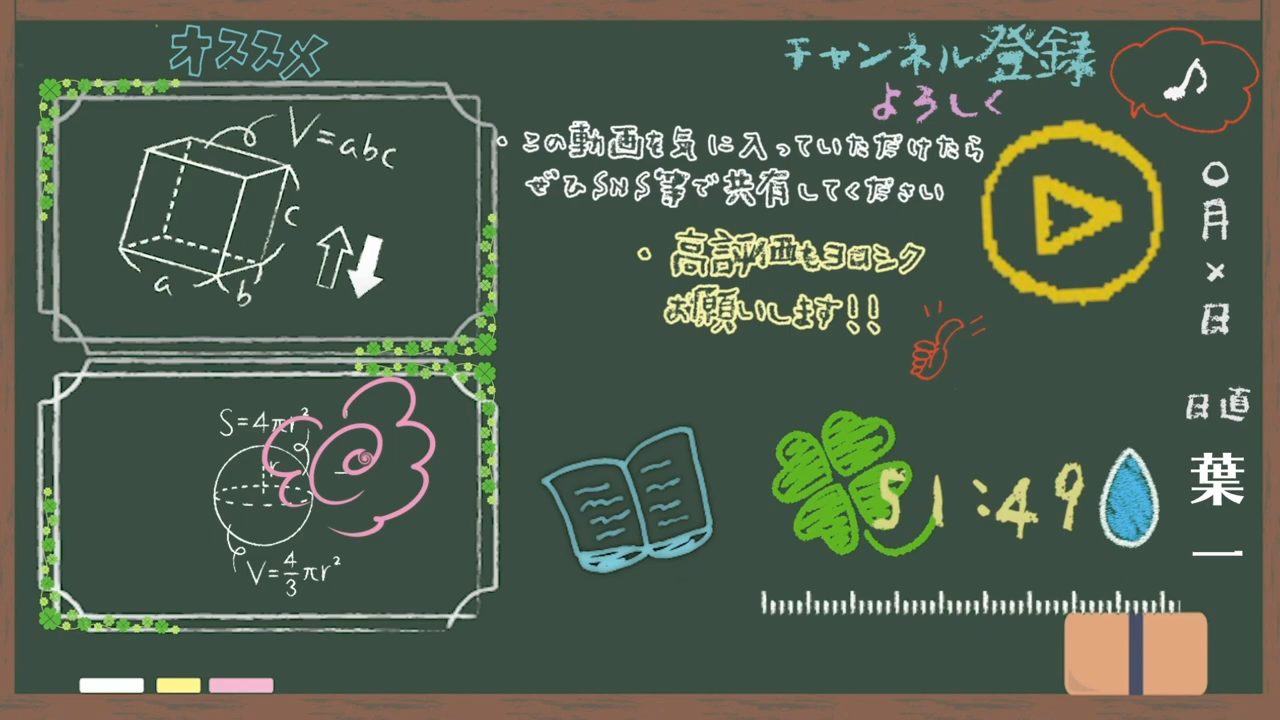 オススメ
V=abc
c
a
b
S=4πr²
r
V=4/3πr²
チャンネル登録
よろしく
・この動画を気に入っていただけたら
ぜひSNS等で共有してください
・高評価もヨロシク
お願いします!!
51:49
○月×日
日直
葉一